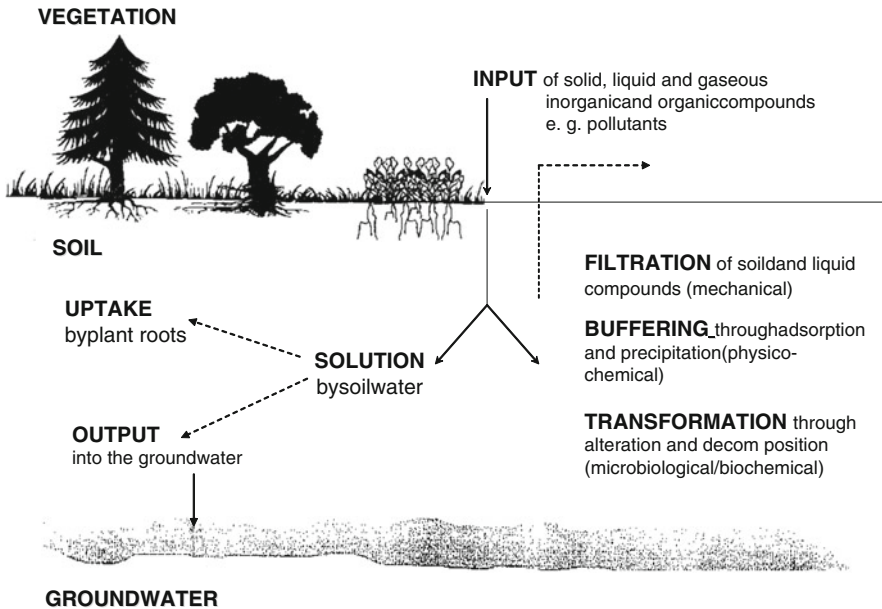 VEGETATION
INPUT of solid, liquid and gaseous
inorganicand organiccompounds
e. g. pollutants
SOIL
FILTRATION of soildand liquid
compounds (mechanical)
UPTAKE
byplant roots
BUFFERING_throughadsorption
and precipitation(physico-
chemical)
SOLUTION
bysoilwater
TRANSFORMATION through
alteration and decom position
(microbiological/biochemical)
OUTPUT
into the groundwater
GROUNDWATER